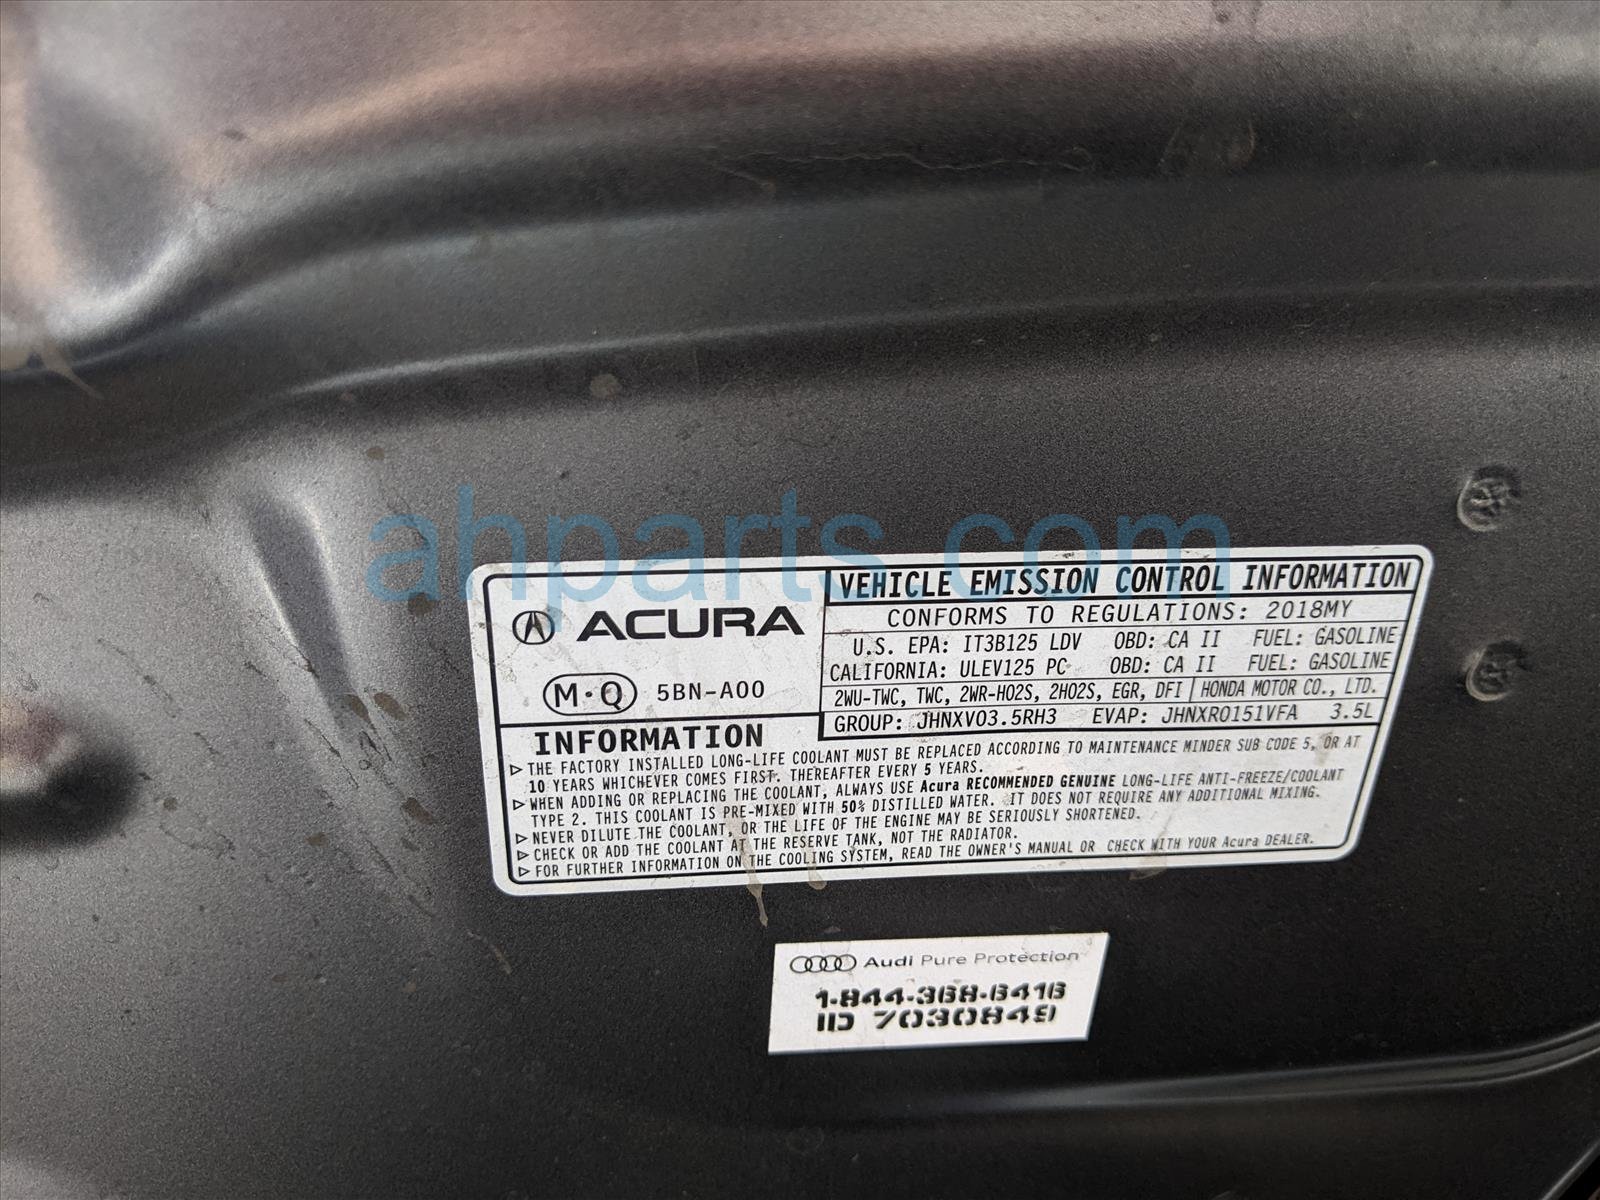 ahparts.com
ACURA
M·Q 5BN-A00
VEHICLE EMISSION CONTROL INFORMATION
CONFORMS TO REGULATIONS: 2018MY
U.S. EPA: IT3B125 LDV OBD: CA II FUEL: GASOLINE
CALIFORNIA: ULEV125 PC OBD: CA II FUEL: GASOLINE
2WU-TWC, TWC, 2WR-HO2S, 2HO2S, EGR, DFI HONDA MOTOR CO., LTD.
GROUP: JHNXV03.5RH3 EVAP: JHNXR0151VFA 3.5L
INFORMATION
▷ THE FACTORY INSTALLED LONG-LIFE COOLANT MUST BE REPLACED ACCORDING TO MAINTENANCE MINDER SUB CODE 5, OR AT
10 YEARS WHICHEVER COMES FIRST. THEREAFTER EVERY 5 YEARS.
▷ WHEN ADDING OR REPLACING THE COOLANT, ALWAYS USE Acura RECOMMENDED GENUINE LONG-LIFE ANTI-FREEZE/COOLANT
TYPE 2. THIS COOLANT IS PRE-MIXED WITH 50% DISTILLED WATER. IT DOES NOT REQUIRE ANY ADDITIONAL MIXING.
▷ NEVER DILUTE THE COOLANT, OR THE LIFE OF THE ENGINE MAY BE SERIOUSLY SHORTENED.
▷ CHECK OR ADD THE COOLANT AT THE RESERVE TANK, NOT THE RADIATOR.
▷ FOR FURTHER INFORMATION ON THE COOLING SYSTEM, READ THE OWNER'S MANUAL OR CHECK WITH YOUR Acura DEALER.
Audi Pure Protection
1-844-368-6416
ID 7030849